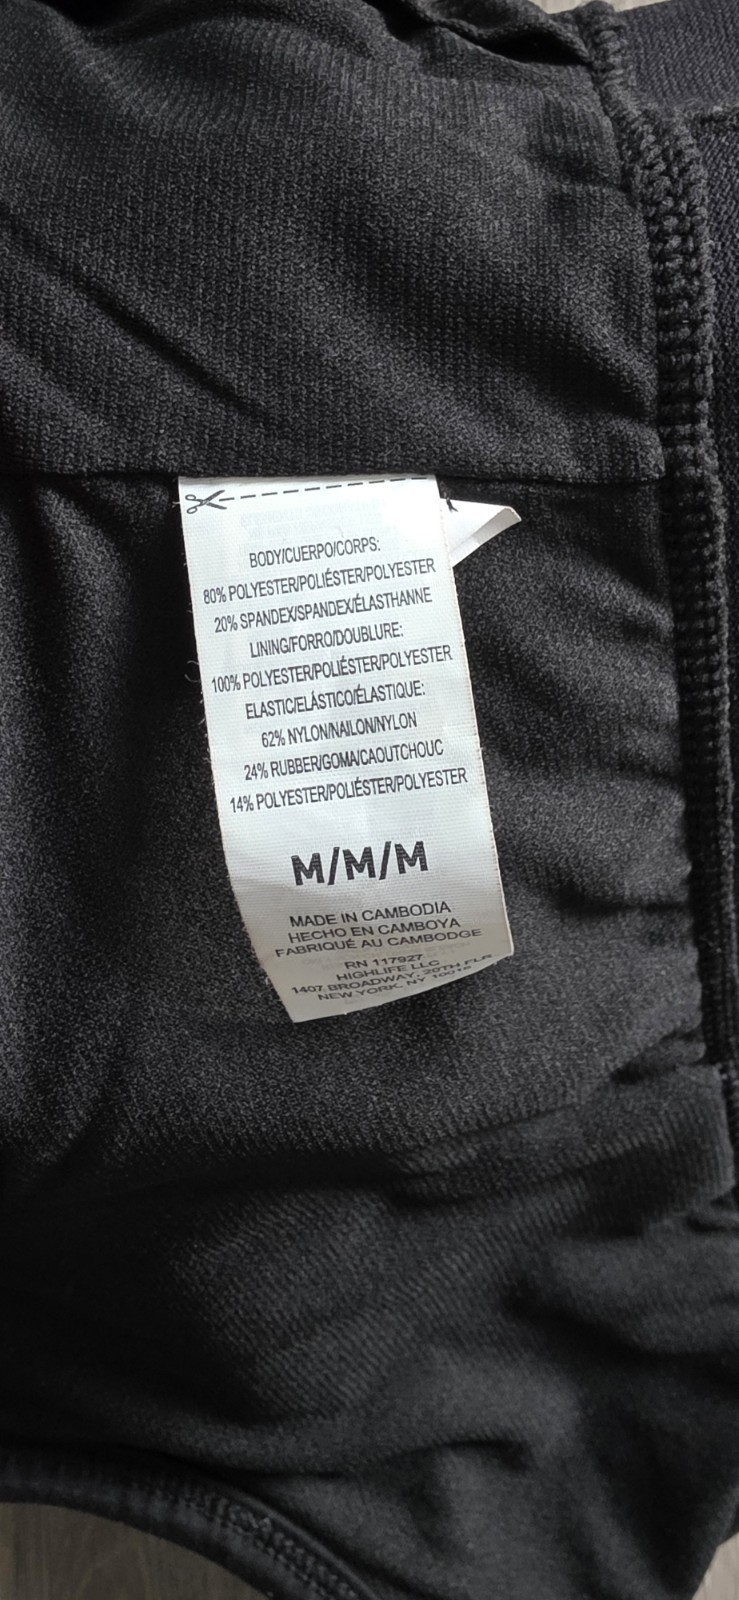 BODY/CUERPO/CORPS:
80% POLYESTER/POLIÉSTER/POLYESTER
20% SPANDEX/SPANDEX/ÉLASTHANNE
LINING/FORRO/DOUBLURE:
100% POLYESTER/POLIÉSTER/POLYESTER
ELASTIC/ELÁSTICO/ÉLASTIQUE:
62% NYLON/NAILON/NYLON
24% RUBBER/GOMA/CAOUTCHOUC
14% POLYESTER/POLIÉSTER/POLYESTER
M/M/M
MADE IN CAMBODIA
HECHO EN CAMBOYA
FABRIQUÉ AU CAMBODGE
RN 117927
HIGHLIFE LLC
1407 BROADWAY, 20TH FLR
NEW YORK, NY 10018